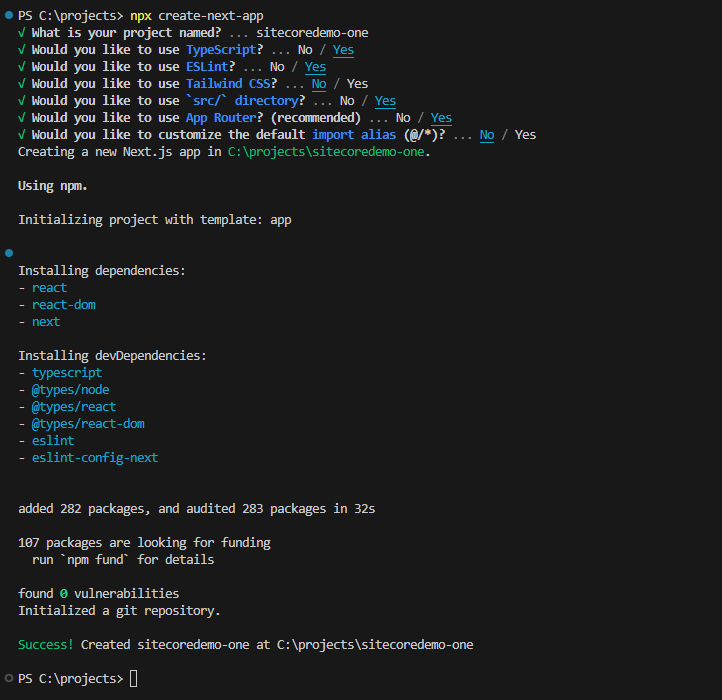 PS C:\projects> npx create-next-app
√ What is your project named? ... sitecoredemo-one
√ Would you like to use TypeScript? ... No / Yes
√ Would you like to use ESLint? ... No / Yes
√ Would you like to use Tailwind CSS? ... No / Yes
√ Would you like to use `src/` directory? ... No / Yes
√ Would you like to use App Router? (recommended) ... No / Yes
√ Would you like to customize the default import alias (@/*)? ... No / Yes
Creating a new Next.js app in C:\projects\sitecoredemo-one.
Using npm.
Initializing project with template: app
Installing dependencies:
- react
- react-dom
- next
Installing devDependencies:
- typescript
- @types/node
- @types/react
- @types/react-dom
- eslint
- eslint-config-next
added 282 packages, and audited 283 packages in 32s
107 packages are looking for funding
run `npm fund` for details
found 0 vulnerabilities
Initialized a git repository.
Success! Created sitecoredemo-one at C:\projects\sitecoredemo-one
PS C:\projects>